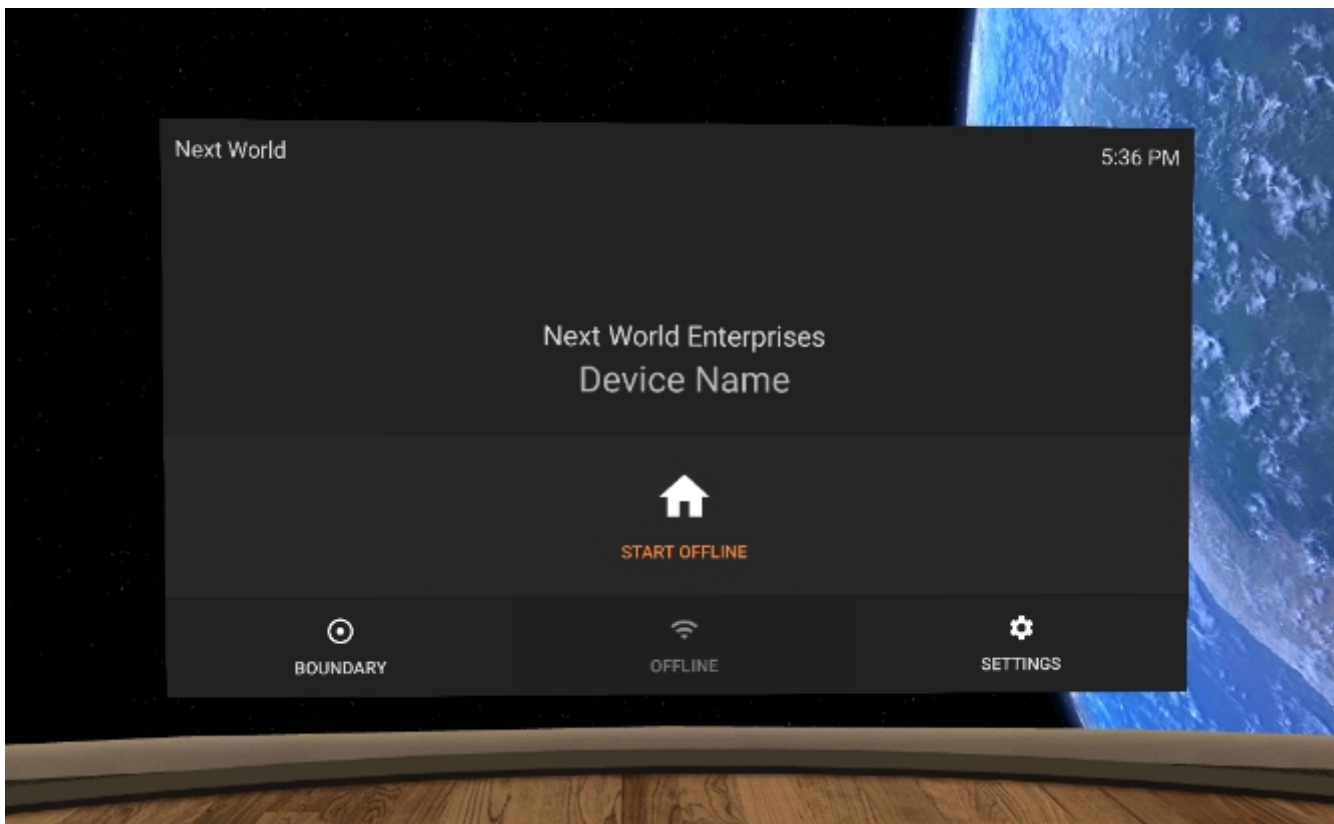 Next World
5:36 PM
Next World Enterprises
Device Name
START OFFLINE
BOUNDARY
OFFLINE
SETTINGS